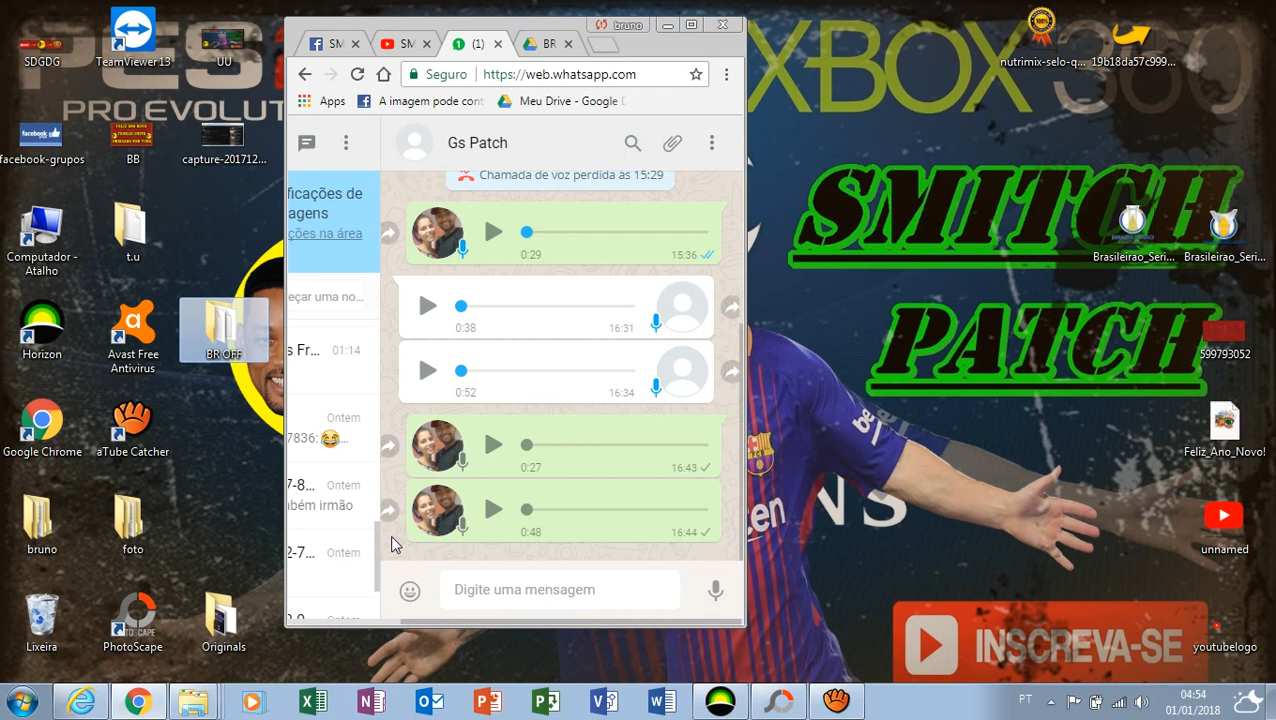 PES
PRO EVOLUT
XBOX 360
SMITCH
PATCH
INSCREVA-SE
SDGDG
TeamViewer13
UU
facebook-grupos
BB
capture-201712...
Computador -
Atalho
t.u
Horizon
Avast Free
Antivirus
BR OFF
Google Chrome
aTube Catcher
bruno
foto
Lixeira
PhotoScape
Originals
bruno
SM
SM
(1)
BR
Seguro
https://web.whatsapp.com
Apps
A imagem pode cont
Meu Drive - Google D
Gs Patch
ficações de
agens
ções na área
eçar uma no...
s Fr...
01:14
Ontem
7836: 😂...
7-8...
Ontem
bém irmão
2-7...
Ontem
Ontem
Chamada de voz perdida às 15:29
0:29
15:36
0:38
16:31
0:52
16:34
0:27
16:43
0:48
16:44
Digite uma mensagem
nutrimix-selo-q...
19b18da57c999...
Brasileirao_Seri...
Brasileirao_Seri...
599793052
Feliz_Ano_Novo!
unnamed
youtubelogo
PT
04:54
01/01/2018